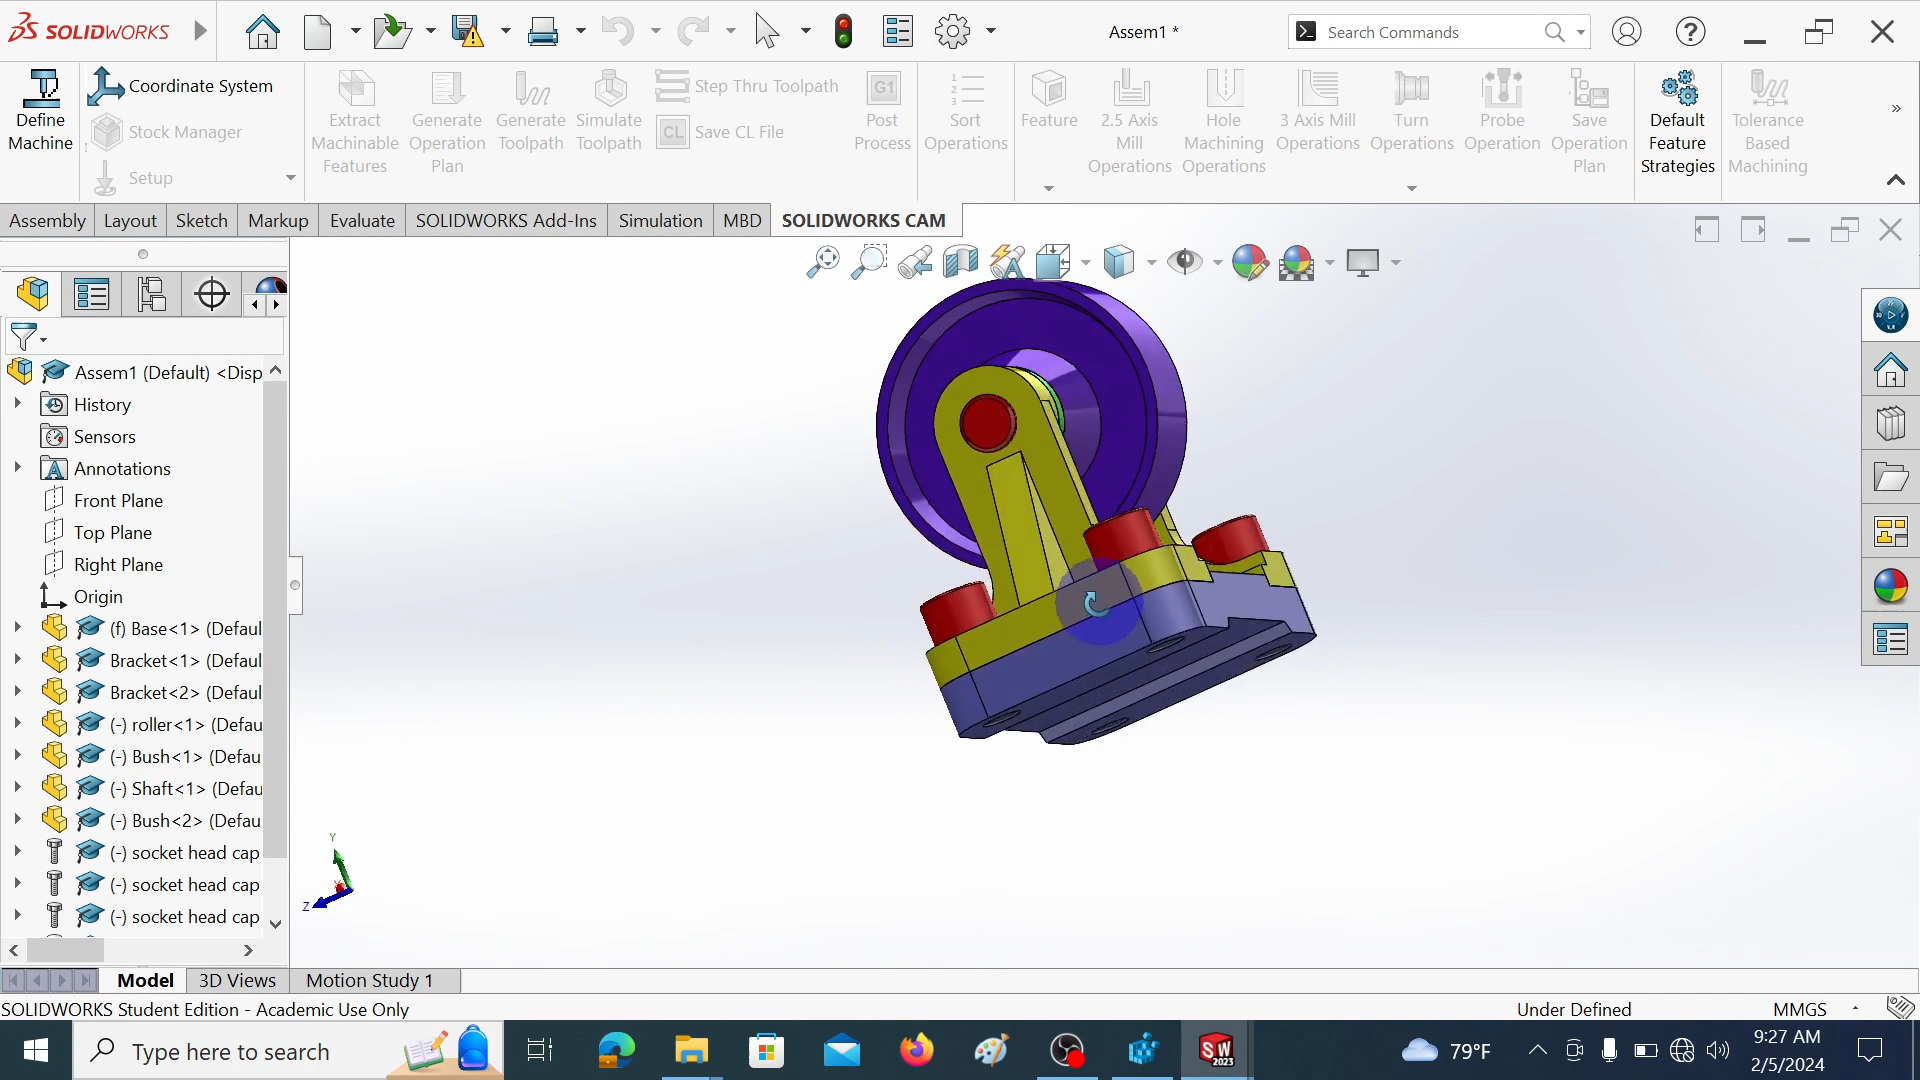 SOLIDWORKS
Assem1 *
Search Commands
Define Machine
Coordinate System
Stock Manager
Setup
Extract Machinable Features
Generate Operation Plan
Generate Toolpath
Simulate Toolpath
Step Thru Toolpath
CL Save CL File
G1 Post Process
Sort Operations
Feature
2.5 Axis Mill Operations
Hole Machining Operations
3 Axis Mill Operations
Turn Operations
Probe Operation
Save Operation Plan
Default Feature Strategies
Tolerance Based Machining
Assembly
Layout
Sketch
Markup
Evaluate
SOLIDWORKS Add-Ins
Simulation
MBD
SOLIDWORKS CAM
Assem1 (Default) <Disp
History
Sensors
Annotations
Front Plane
Top Plane
Right Plane
Origin
(f) Base<1> (Defaul
Bracket<1> (Defaul
Bracket<2> (Defaul
(-) roller<1> (Defau
(-) Bush<1> (Defau
(-) Shaft<1> (Defau
(-) Bush<2> (Defau
(-) socket head cap
(-) socket head cap
(-) socket head cap
Y
Z
Model
3D Views
Motion Study 1
SOLIDWORKS Student Edition - Academic Use Only
Under Defined
MMGS
Type here to search
SW 2023
79°F
9:27 AM
2/5/2024